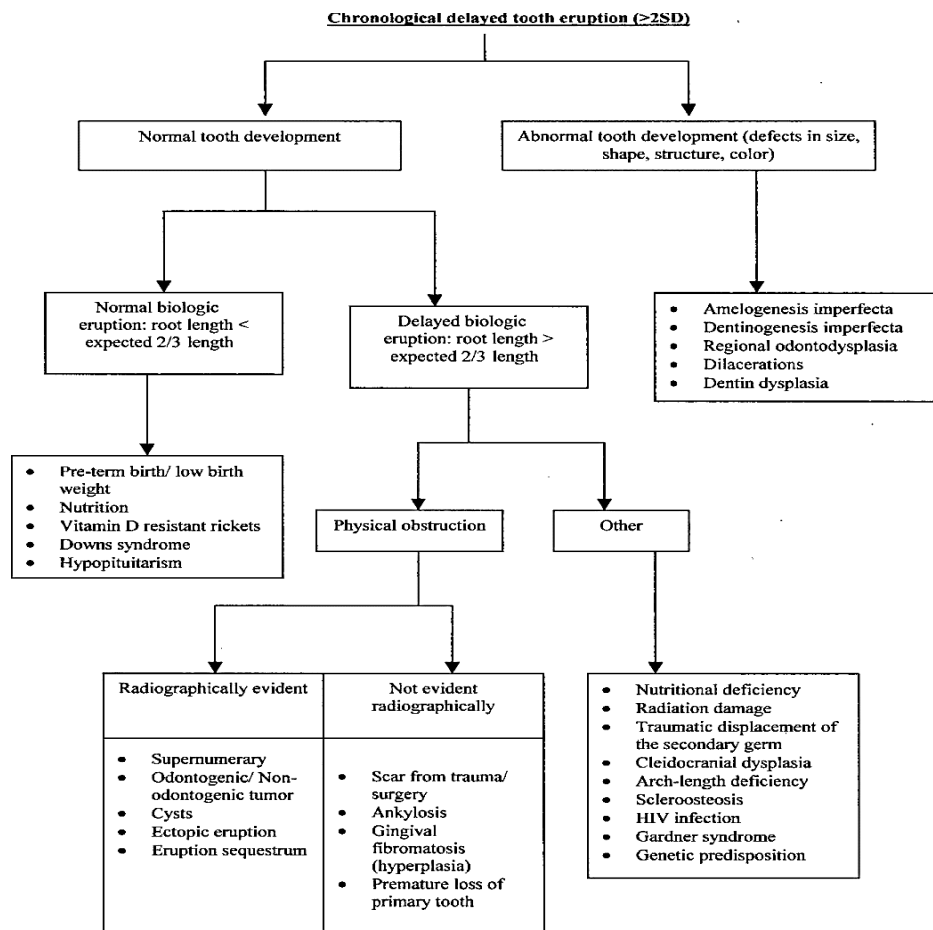 Chronological delayed tooth eruption (>2SD)
Normal tooth development
Abnormal tooth development (defects in size,
shape, structure, color)
Normal biologic
eruption: root length <
expected 2/3 length
Delayed biologic
eruption: root length >
expected 2/3 length
• Amelogenesis imperfecta
• Dentinogenesis imperfecta
• Regional odontodysplasia
• Dilacerations
• Dentin dysplasia
• Pre-term birth/ low birth
weight
• Nutrition
• Vitamin D resistant rickets
• Downs syndrome
• Hypopituitarism
Physical obstruction
Other
Radiographically evident
• Supernumerary
• Odontogenic/ Non-
odontogenic tumor
• Cysts
• Ectopic eruption
• Eruption sequestrum
Not evident
radiographically
• Scar from trauma/
surgery
• Ankylosis
• Gingival
fibromatosis
(hyperplasia)
• Premature loss of
primary tooth
• Nutritional deficiency
• Radiation damage
• Traumatic displacement of
the secondary germ
• Cleidocranial dysplasia
• Arch-length deficiency
• Scleroosteosis
• HIV infection
• Gardner syndrome
• Genetic predisposition